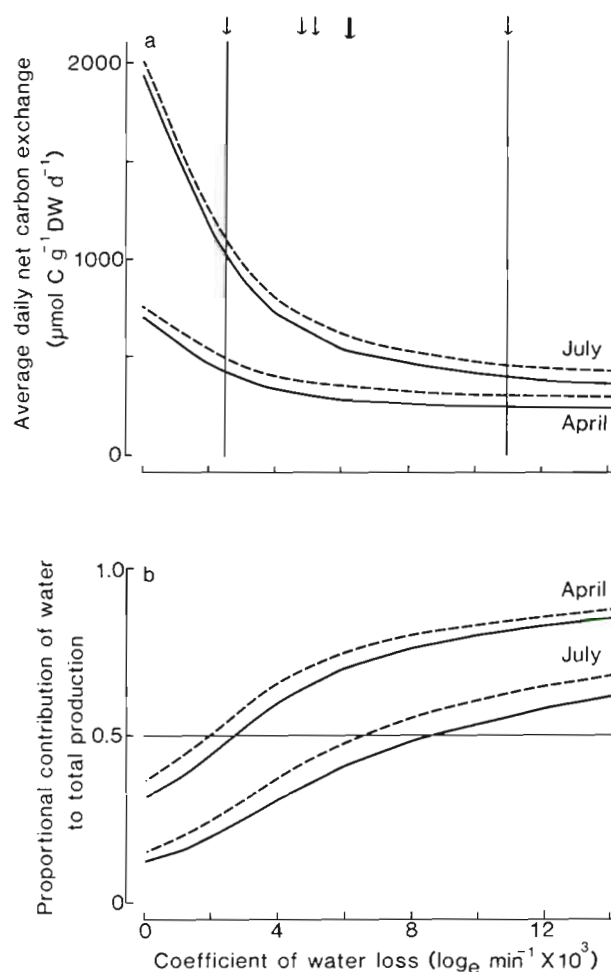 a
2000
1000
0
Average daily net carbon exchange
(µmol C g⁻¹ DW d⁻¹)
July
April
b
1.0
0.5
0
Proportional contribution of water
to total production
April
July
0 4 8 12
Coefficient of water loss (logₑ min⁻¹ X 10³)